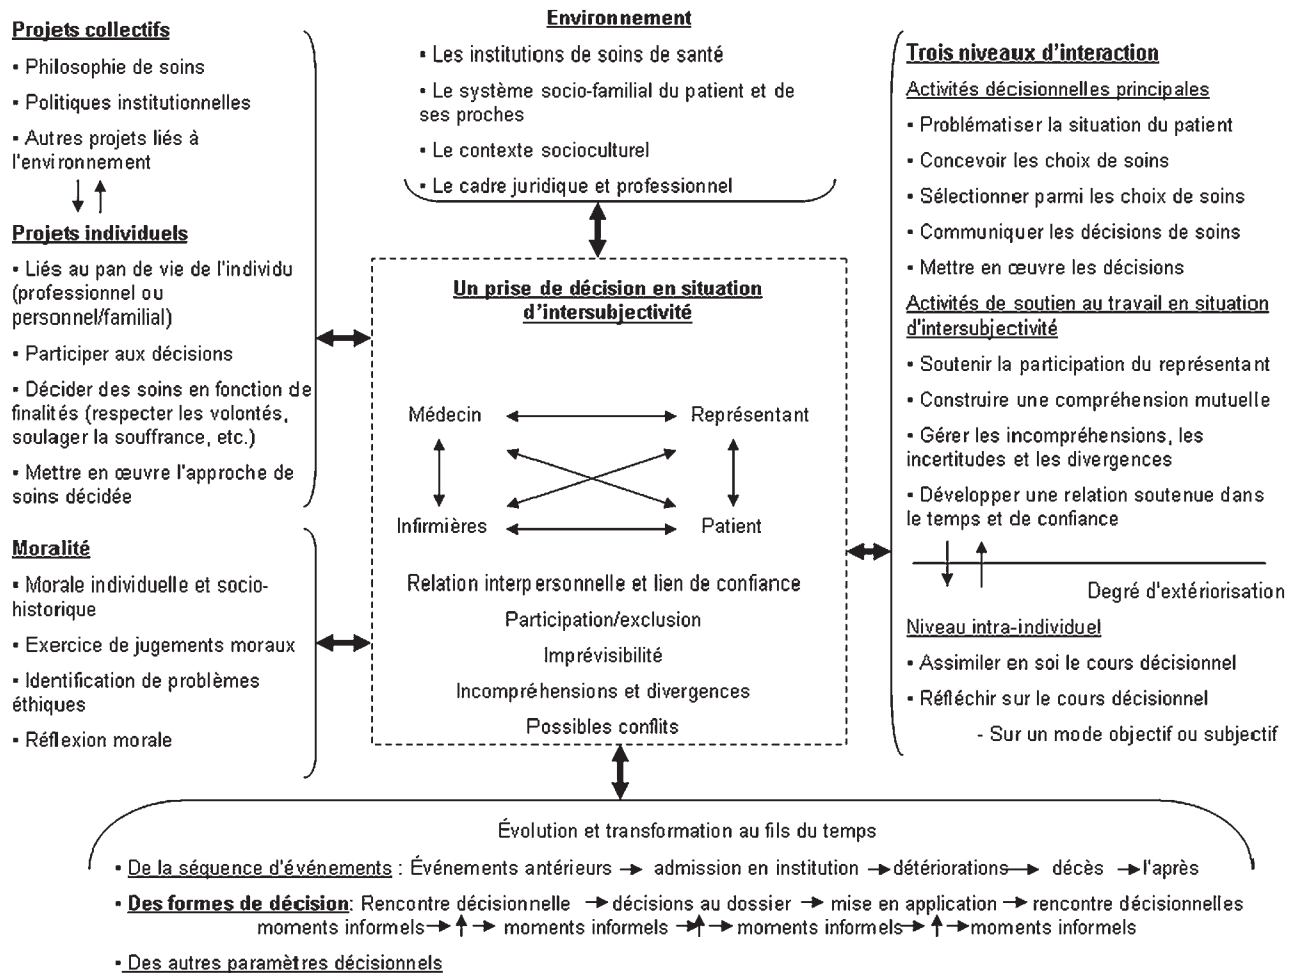 Projets collectifs
▪ Philosophie de soins
▪ Politiques institutionnelles
▪ Autres projets liés à
l'environnement
Projets individuels
▪ Liés au pan de vie de l'individu
(professionnel ou
personnel/familial)
▪ Participer aux décisions
▪ Décider des soins en fonction de
finalités (respecter les volontés,
soulager la souffrance, etc.)
▪ Mettre en œuvre l'approche de
soins décidée
Moralité
▪ Morale individuelle et socio-
historique
▪ Exercice de jugements moraux
▪ Identification de problèmes
éthiques
▪ Réflexion morale
Environnement
▪ Les institutions de soins de santé
▪ Le système socio-familial du patient et de
ses proches
▪ Le contexte socioculturel
▪ Le cadre juridique et professionnel
Un prise de décision en situation
d'intersubjectivité
Médecin Représentant
Infirmières Patient
Relation interpersonnelle et lien de confiance
Participation/exclusion
Imprévisibilité
Incompréhensions et divergences
Possibles conflits
Trois niveaux d'interaction
Activités décisionnelles principales
▪ Problématiser la situation du patient
▪ Concevoir les choix de soins
▪ Sélectionner parmi les choix de soins
▪ Communiquer les décisions de soins
▪ Mettre en œuvre les décisions
Activités de soutien au travail en situation
d'intersubjectivité
▪ Soutenir la participation du représentant
▪ Construire une compréhension mutuelle
▪ Gérer les incompréhensions, les
incertitudes et les divergences
▪ Développer une relation soutenue dans
le temps et de confiance
Degré d'extériorisation
Niveau intra-individuel
▪ Assimiler en soi le cours décisionnel
▪ Réfléchir sur le cours décisionnel
- Sur un mode objectif ou subjectif
Évolution et transformation au fils du temps
▪ De la séquence d'événements : Événements antérieurs → admission en institution → détériorations → décès → l'après
▪ Des formes de décision: Rencontre décisionnelle → décisions au dossier → mise en application → rencontre décisionnelles
moments informels → ↑ → moments informels → ↑ → moments informels → ↑ → moments informels
▪ Des autres paramètres décisionnels